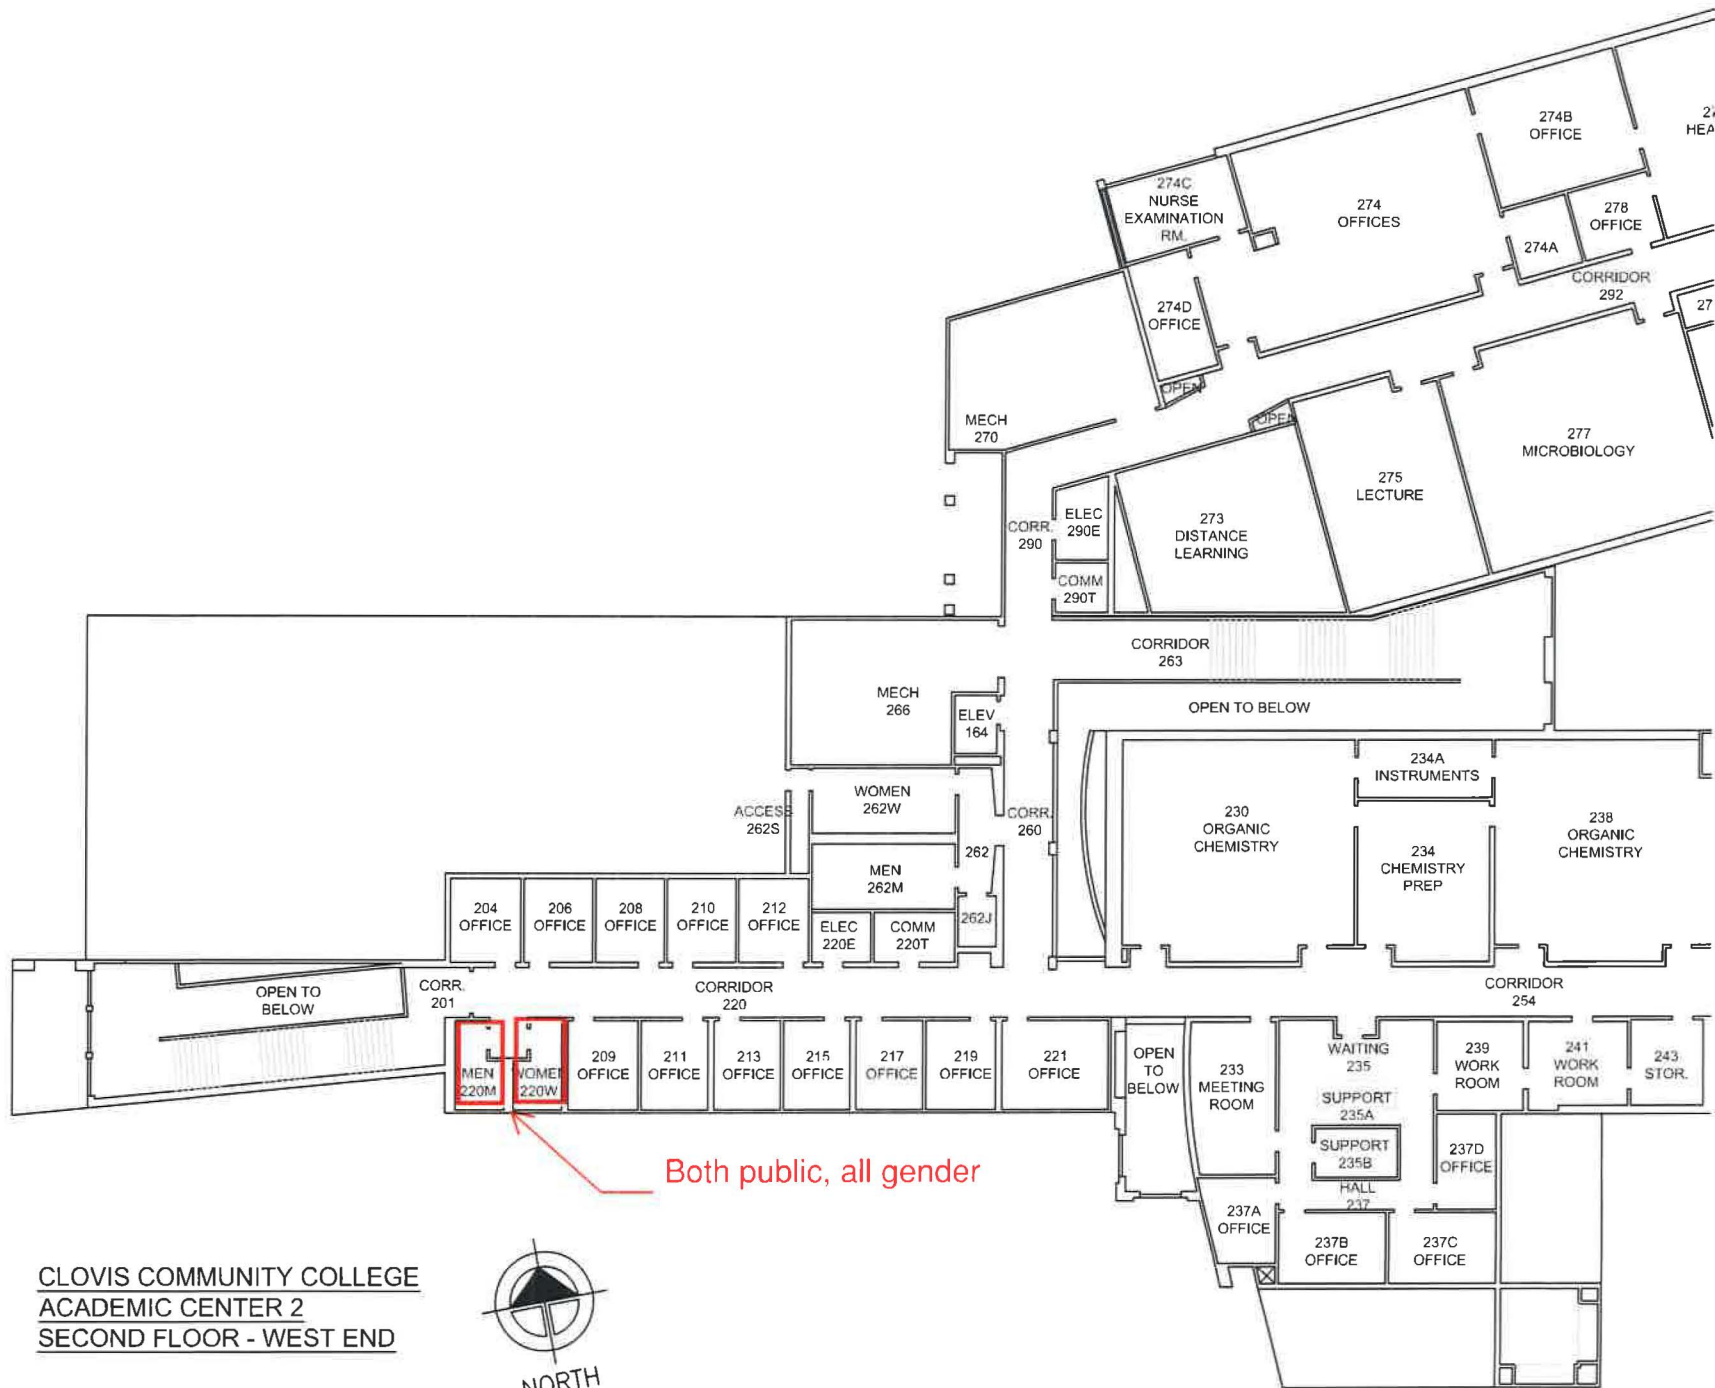 274B
OFFICE
274C
NURSE
EXAMINATION
RM.
274
OFFICES
278
OFFICE
274A
CORRIDOR
292
274D
OFFICE
OPEN
OPEN
MECH
270
277
MICROBIOLOGY
275
LECTURE
273
DISTANCE
LEARNING
CORR.
290
ELEC
290E
COMM
290T
CORRIDOR
263
MECH
266
ELEV
164
OPEN TO BELOW
234A
INSTRUMENTS
WOMEN
262W
ACCESS
262S
CORR.
260
230
ORGANIC
CHEMISTRY
238
ORGANIC
CHEMISTRY
262
234
CHEMISTRY
PREP
MEN
262M
204
OFFICE
206
OFFICE
208
OFFICE
210
OFFICE
212
OFFICE
ELEC
220E
COMM
220T
262J
OPEN TO
BELOW
CORR.
201
CORRIDOR
220
CORRIDOR
254
MEN
220M
WOMEN
220W
209
OFFICE
211
OFFICE
213
OFFICE
215
OFFICE
217
OFFICE
219
OFFICE
221
OFFICE
OPEN
TO
BELOW
233
MEETING
ROOM
WAITING
235
239
WORK
ROOM
241
WORK
ROOM
243
STOR.
SUPPORT
235A
SUPPORT
235B
237D
OFFICE
HALL
237
237A
OFFICE
237B
OFFICE
237C
OFFICE
Both public, all gender
CLOVIS COMMUNITY COLLEGE
ACADEMIC CENTER 2
SECOND FLOOR - WEST END
NORTH